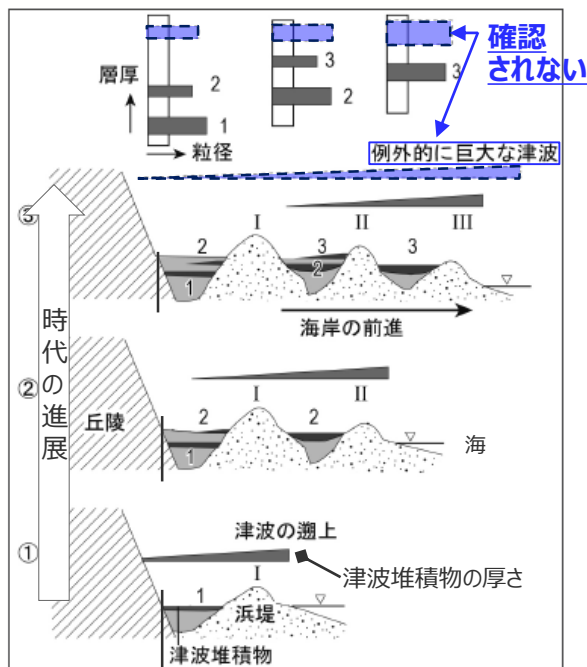 確認
されない
層厚
粒径
2
1
3
2
3
例外的に巨大な津波
③
I
II
III
2
3
3
1
2
海岸の前進
時代の進展
②
丘陵
I
II
2
2
1
海
①
津波の遡上
津波堆積物の厚さ
I
1
浜堤
津波堆積物